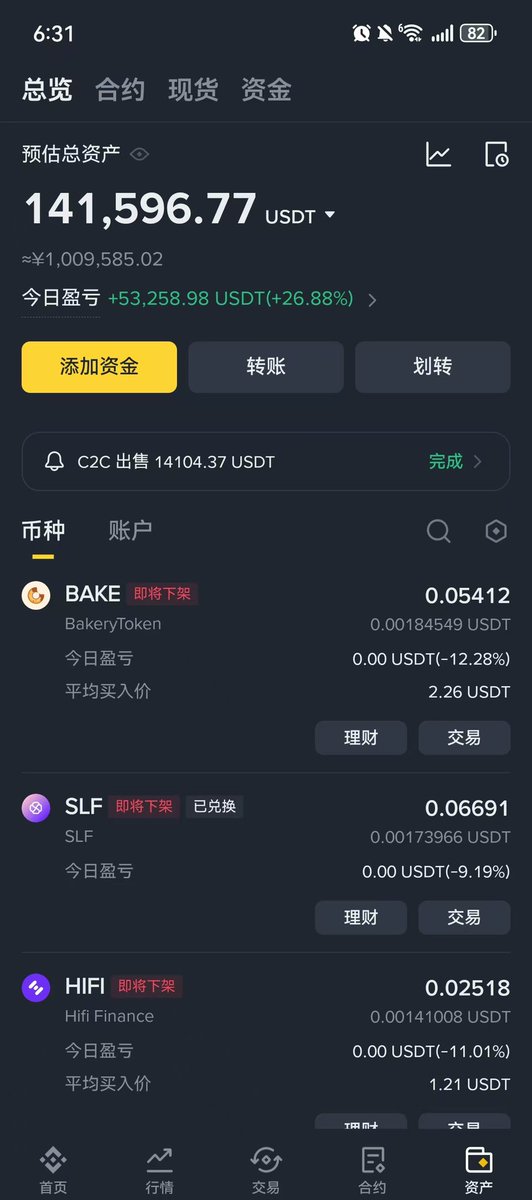 6:31
6
82
总览 合约 现货 资金
预估总资产
141,596.77 USDT
≈¥1,009,585.02
今日盈亏 +53,258.98 USDT(+26.88%)
添加资金 转账 划转
C2C 出售 14104.37 USDT 完成
币种 账户
BAKE 即将下架 0.05412
BakeryToken 0.00184549 USDT
今日盈亏 0.00 USDT(-12.28%)
平均买入价 2.26 USDT
理财 交易
SLF 即将下架 已兑换 0.06691
SLF 0.00173966 USDT
今日盈亏 0.00 USDT(-9.19%)
理财 交易
HIFI 即将下架 0.02518
Hifi Finance 0.00141008 USDT
今日盈亏 0.00 USDT(-11.01%)
平均买入价 1.21 USDT
理财 交易
首页 行情 交易 合约 资产